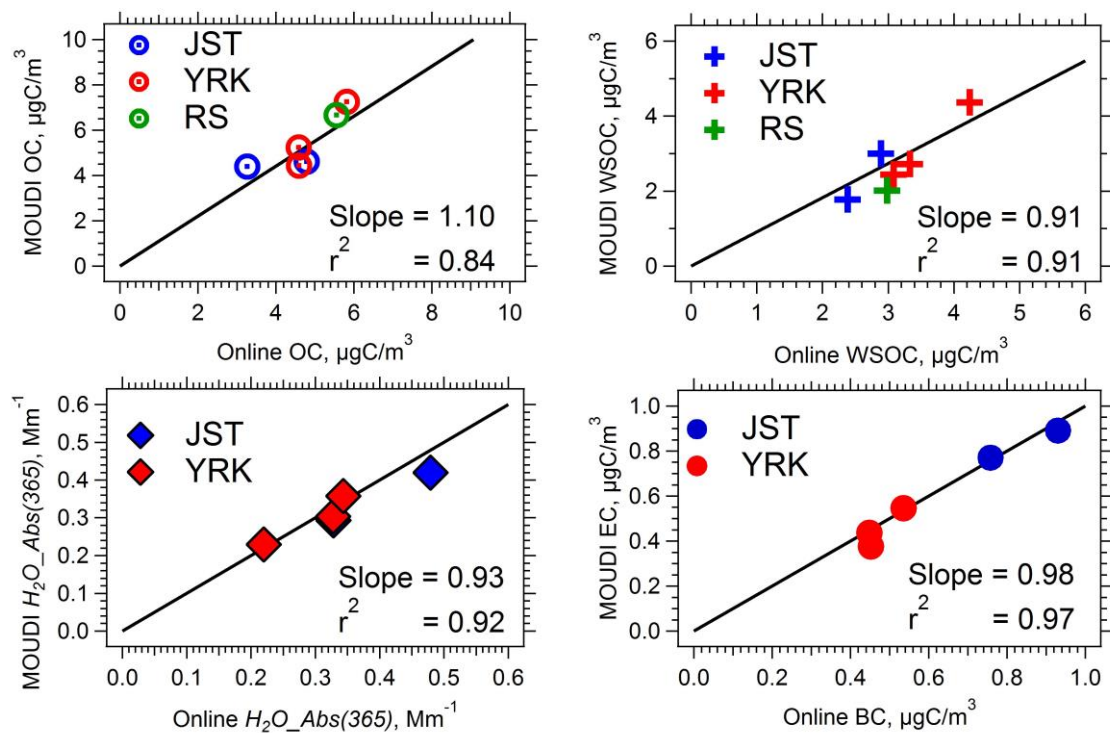 MOUDI OC, µgC/m3
10
8
6
4
2
0
JST
YRK
RS
Slope = 1.10
r2 = 0.84
0 2 4 6 8 10
Online OC, µgC/m3
MOUDI WSOC, µgC/m3
6
4
2
0
JST
YRK
RS
Slope = 0.91
r2 = 0.91
0 1 2 3 4 5 6
Online WSOC, µgC/m3
MOUDI H2O_Abs(365), Mm-1
0.6
0.5
0.4
0.3
0.2
0.1
0.0
JST
YRK
Slope = 0.93
r2 = 0.92
0.0 0.1 0.2 0.3 0.4 0.5 0.6
Online H2O_Abs(365), Mm-1
MOUDI EC, µgC/m3
1.0
0.8
0.6
0.4
0.2
0.0
JST
YRK
Slope = 0.98
r2 = 0.97
0.0 0.2 0.4 0.6 0.8 1.0
Online BC, µgC/m3